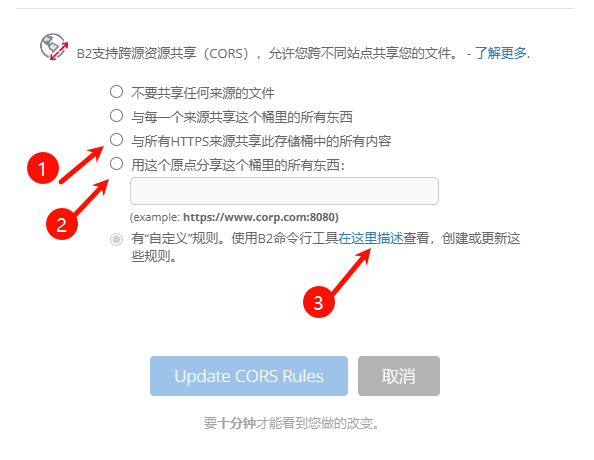 B2支持跨源资源共享（CORS），允许您跨不同站点共享您的文件。 - 了解更多.
不要共享任何来源的文件
与每一个来源共享这个桶里的所有东西
与所有HTTPS来源共享此存储桶中的所有内容
1
用这个原点分享这个桶里的所有东西：
2
(example: https://www.corp.com:8080)
有“自定义”规则。使用B2命令行工具在这里描述查看，创建或更新这
些规则。
3
Update CORS Rules 取消
要十分钟才能看到您做的改变。